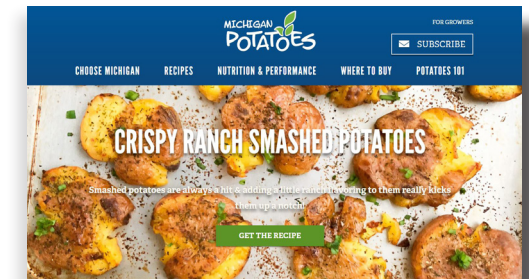 MICHIGAN
POTATOES
FOR GROWERS
SUBSCRIBE
CHOOSE MICHIGAN RECIPES NUTRITION & PERFORMANCE WHERE TO BUY POTATOES 101
CRISPY RANCH SMASHED POTATOES
Smashed potatoes are always a hit & adding a little ranch flavoring to them really kicks
them up a notch!
GET THE RECIPE